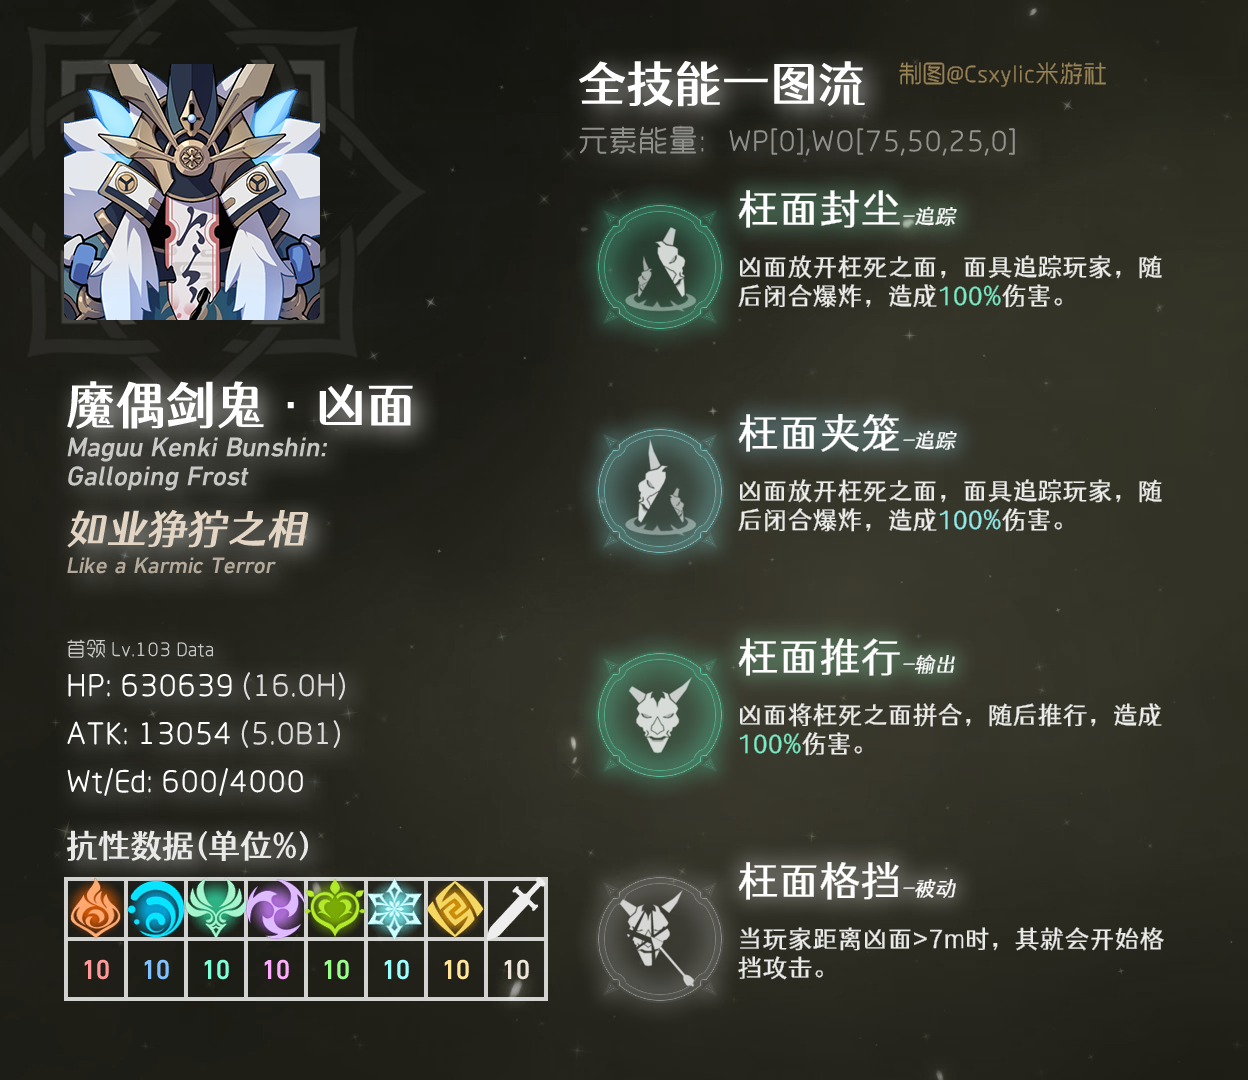 全技能一图流
制图@Csxylic米游社
元素能量: WP[0],WO[75,50,25,0]
魔偶剑鬼·凶面
Maguu Kenki Bunshin:
Galloping Frost
如业狰狞之相
Like a Karmic Terror
首领 Lv.103 Data
HP: 630639 (16.0H)
ATK: 13054 (5.0B1)
Wt/Ed: 600/4000
抗性数据(单位%)
10 10 10 10 10 10 10 10
枉面封尘-追踪
凶面放开枉死之面，面具追踪玩家，随
后闭合爆炸，造成100%伤害。
枉面夹笼-追踪
凶面放开枉死之面，面具追踪玩家，随
后闭合爆炸，造成100%伤害。
枉面推行-输出
凶面将枉死之面拼合，随后推行，造成
100%伤害。
枉面格挡-被动
当玩家距离凶面>7m时，其就会开始格
挡攻击。